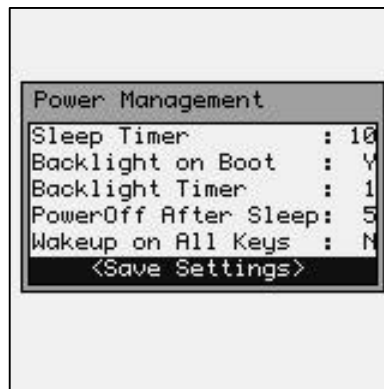 Power Management
Sleep Timer : 10
Backlight on Boot : Y
Backlight Timer : 1
PowerOff After Sleep: 5
Wakeup on All Keys : N
<Save Settings>